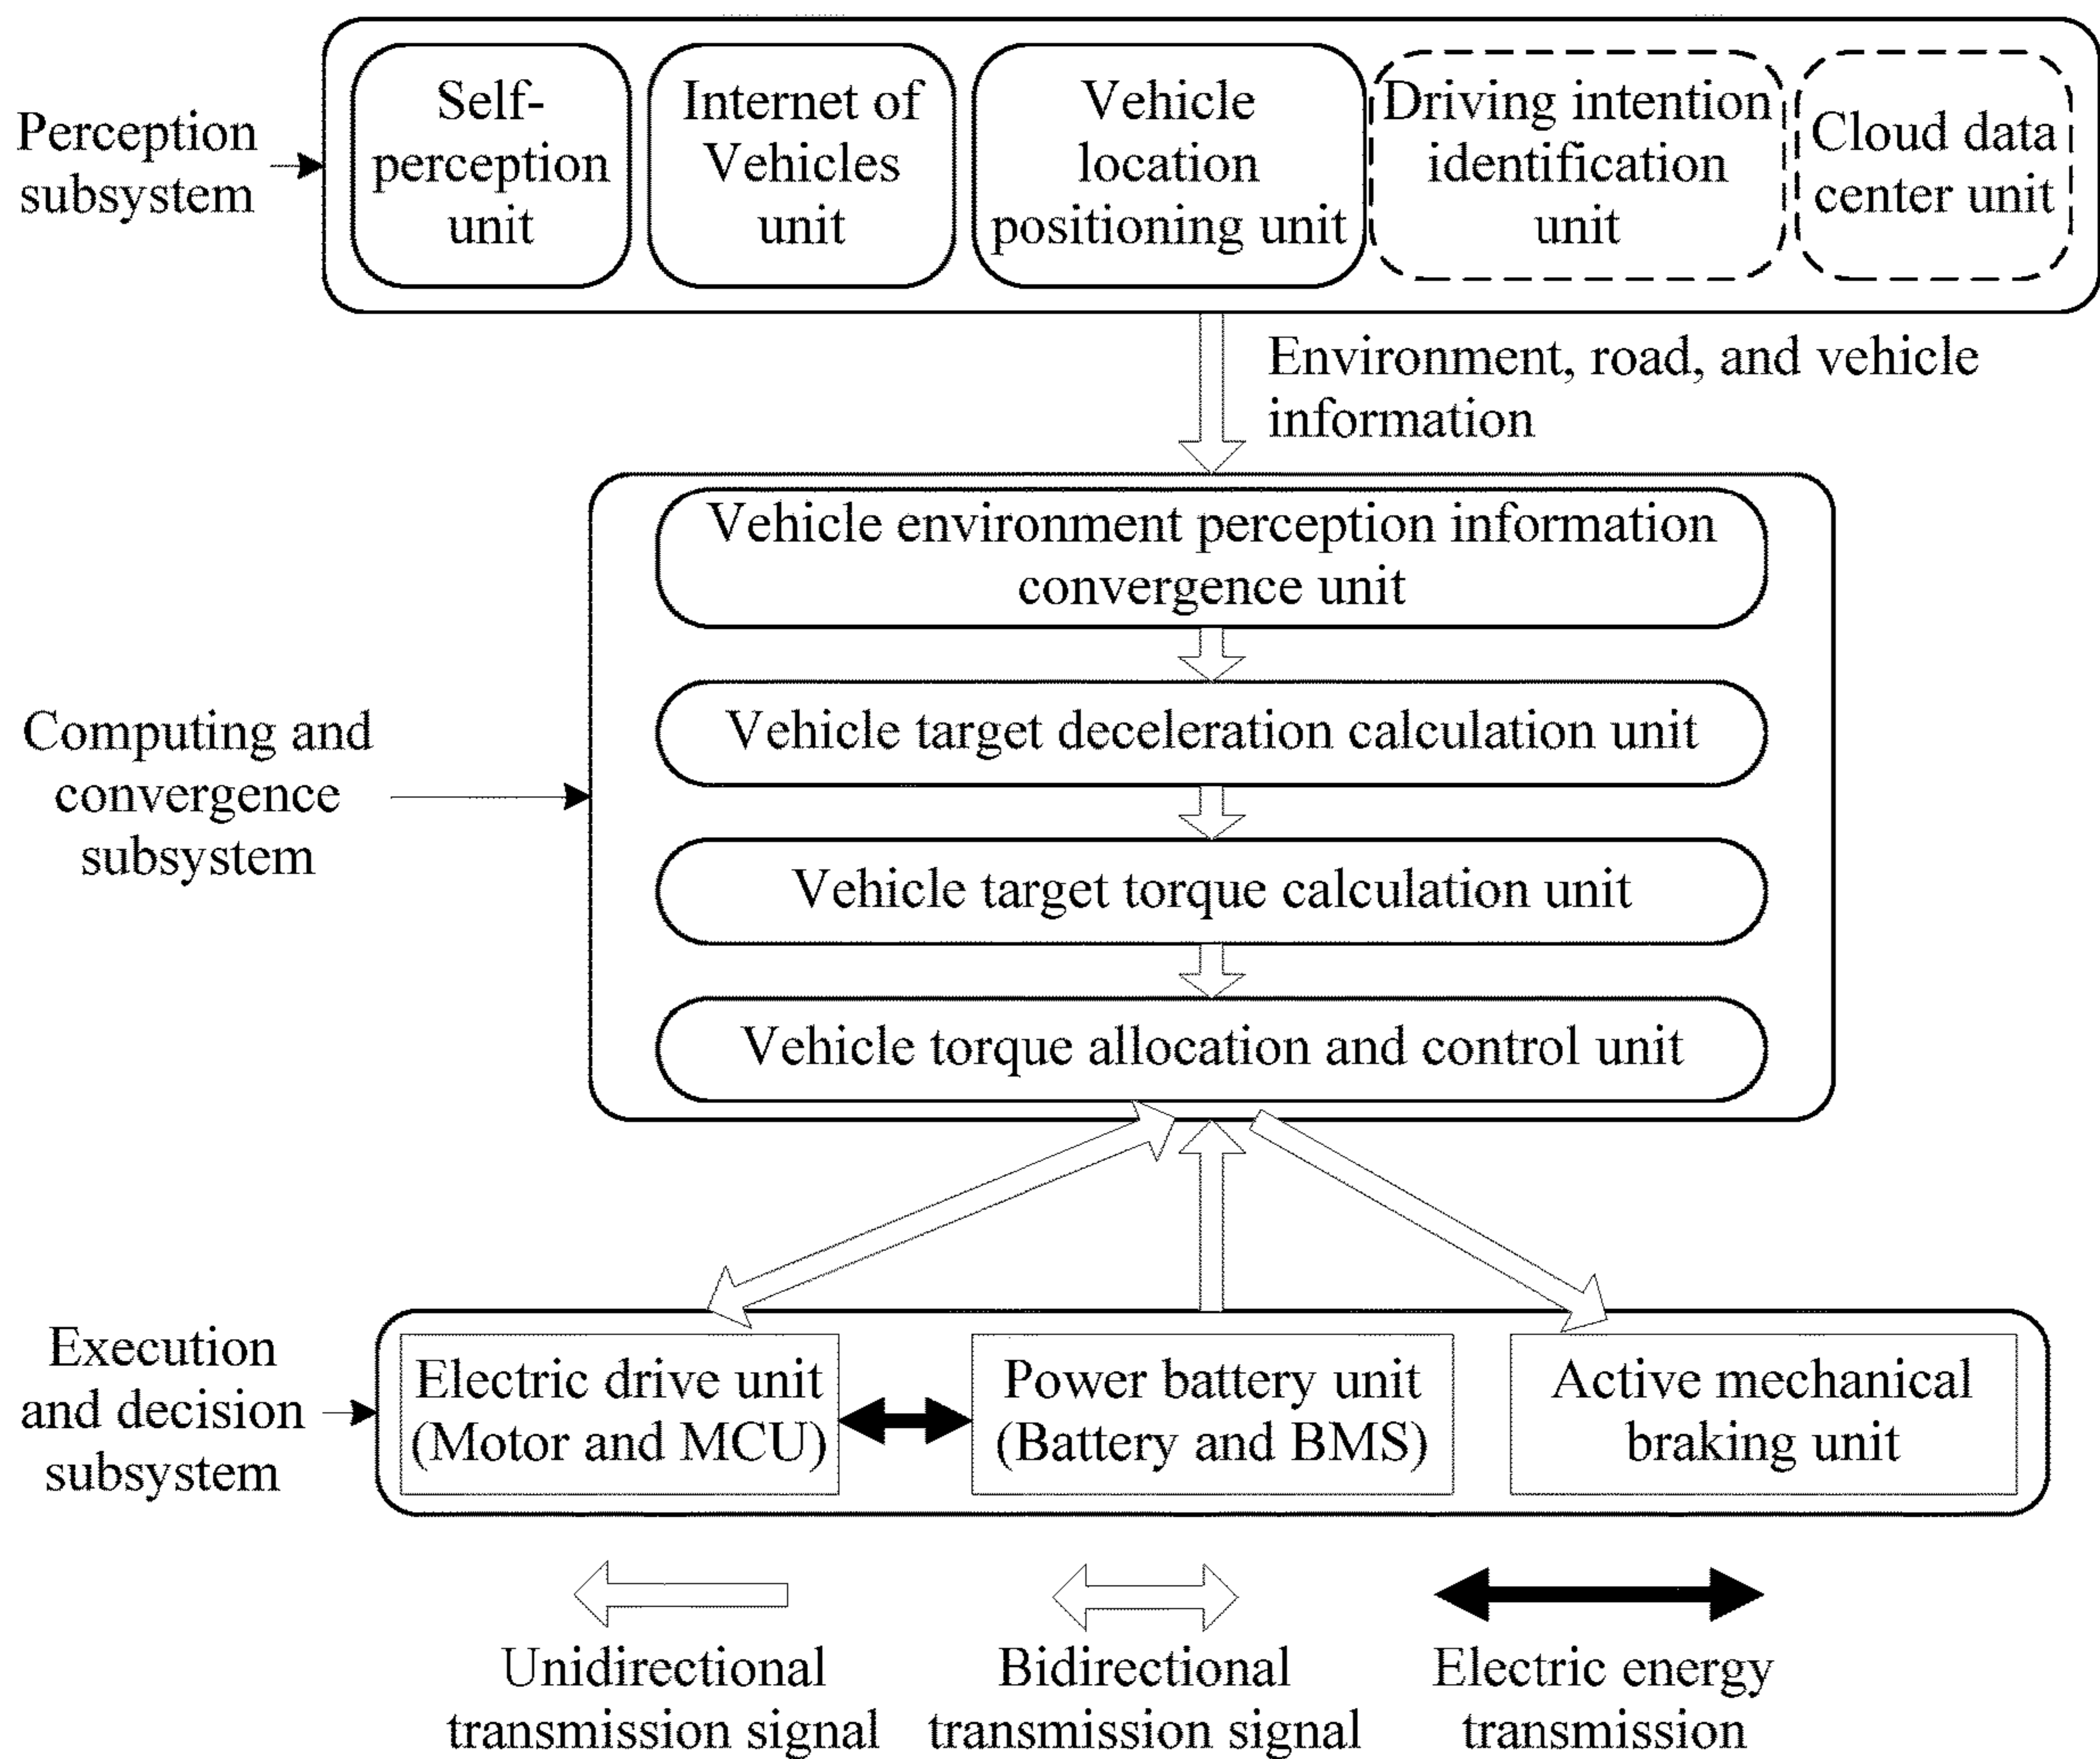 Perception
subsystem
Self-
perception
unit
Internet of
Vehicles
unit
Vehicle
location
positioning unit
Driving intention
identification
unit
Cloud data
center unit
Environment, road, and vehicle
information
Computing and
convergence
subsystem
Vehicle environment perception information
convergence unit
Vehicle target deceleration calculation unit
Vehicle target torque calculation unit
Vehicle torque allocation and control unit
Execution
and decision
subsystem
Electric drive unit
(Motor and MCU)
Power battery unit
(Battery and BMS)
Active mechanical
braking unit
Unidirectional
transmission signal
Bidirectional
transmission signal
Electric energy
transmission